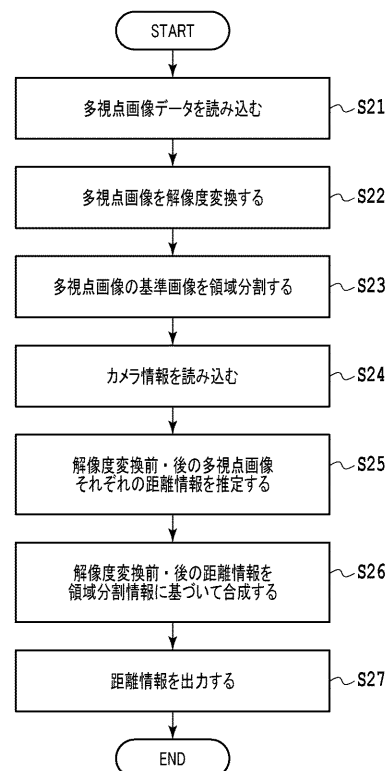 START
多視点画像データを読み込む
S21
多視点画像を解像度変換する
S22
多視点画像の基準画像を領域分割する
S23
カメラ情報を読み込む
S24
解像度変換前・後の多視点画像
それぞれの距離情報を推定する
S25
解像度変換前・後の距離情報を
領域分割情報に基づいて合成する
S26
距離情報を出力する
S27
END